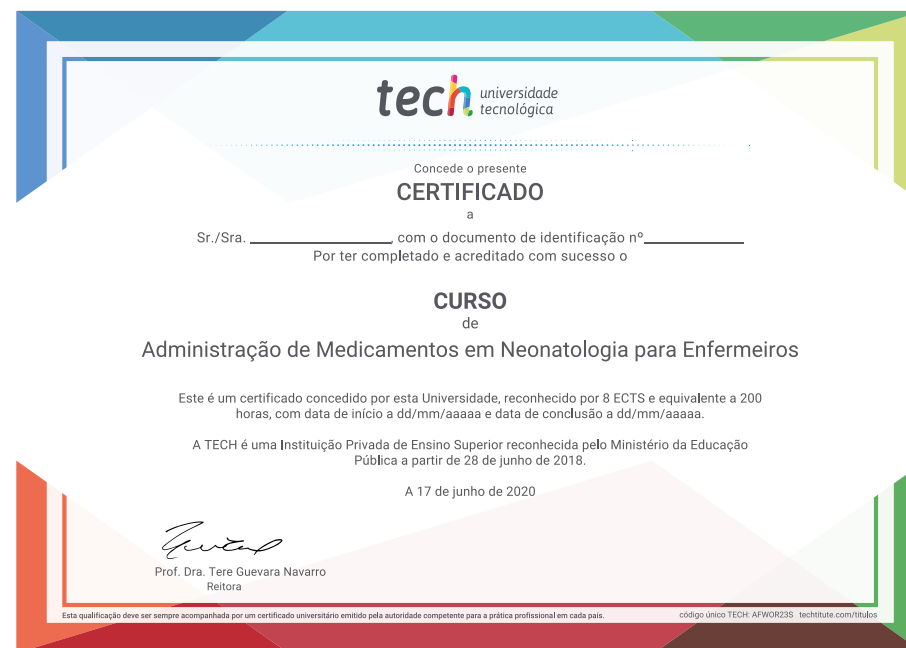 tech universidade
tecnológica
Concede o presente
CERTIFICADO
a
Sr./Sra. ____________________, com o documento de identificação nº______________
Por ter completado e acreditado com sucesso o
CURSO
de
Administração de Medicamentos em Neonatologia para Enfermeiros
Este é um certificado concedido por esta Universidade, reconhecido por 8 ECTS e equivalente a 200
horas, com data de início a dd/mm/aaaaa e data de conclusão a dd/mm/aaaaa.
A TECH é uma Instituição Privada de Ensino Superior reconhecida pelo Ministério da Educação
Pública a partir de 28 de junho de 2018.
A 17 de junho de 2020
Prof. Dra. Tere Guevara Navarro
Reitora
Esta qualificação deve ser sempre acompanhada por um certificado universitário emitido pela autoridade competente para a prática profissional em cada país.
código único TECH: AFWOR23S techtitute.com/titulos